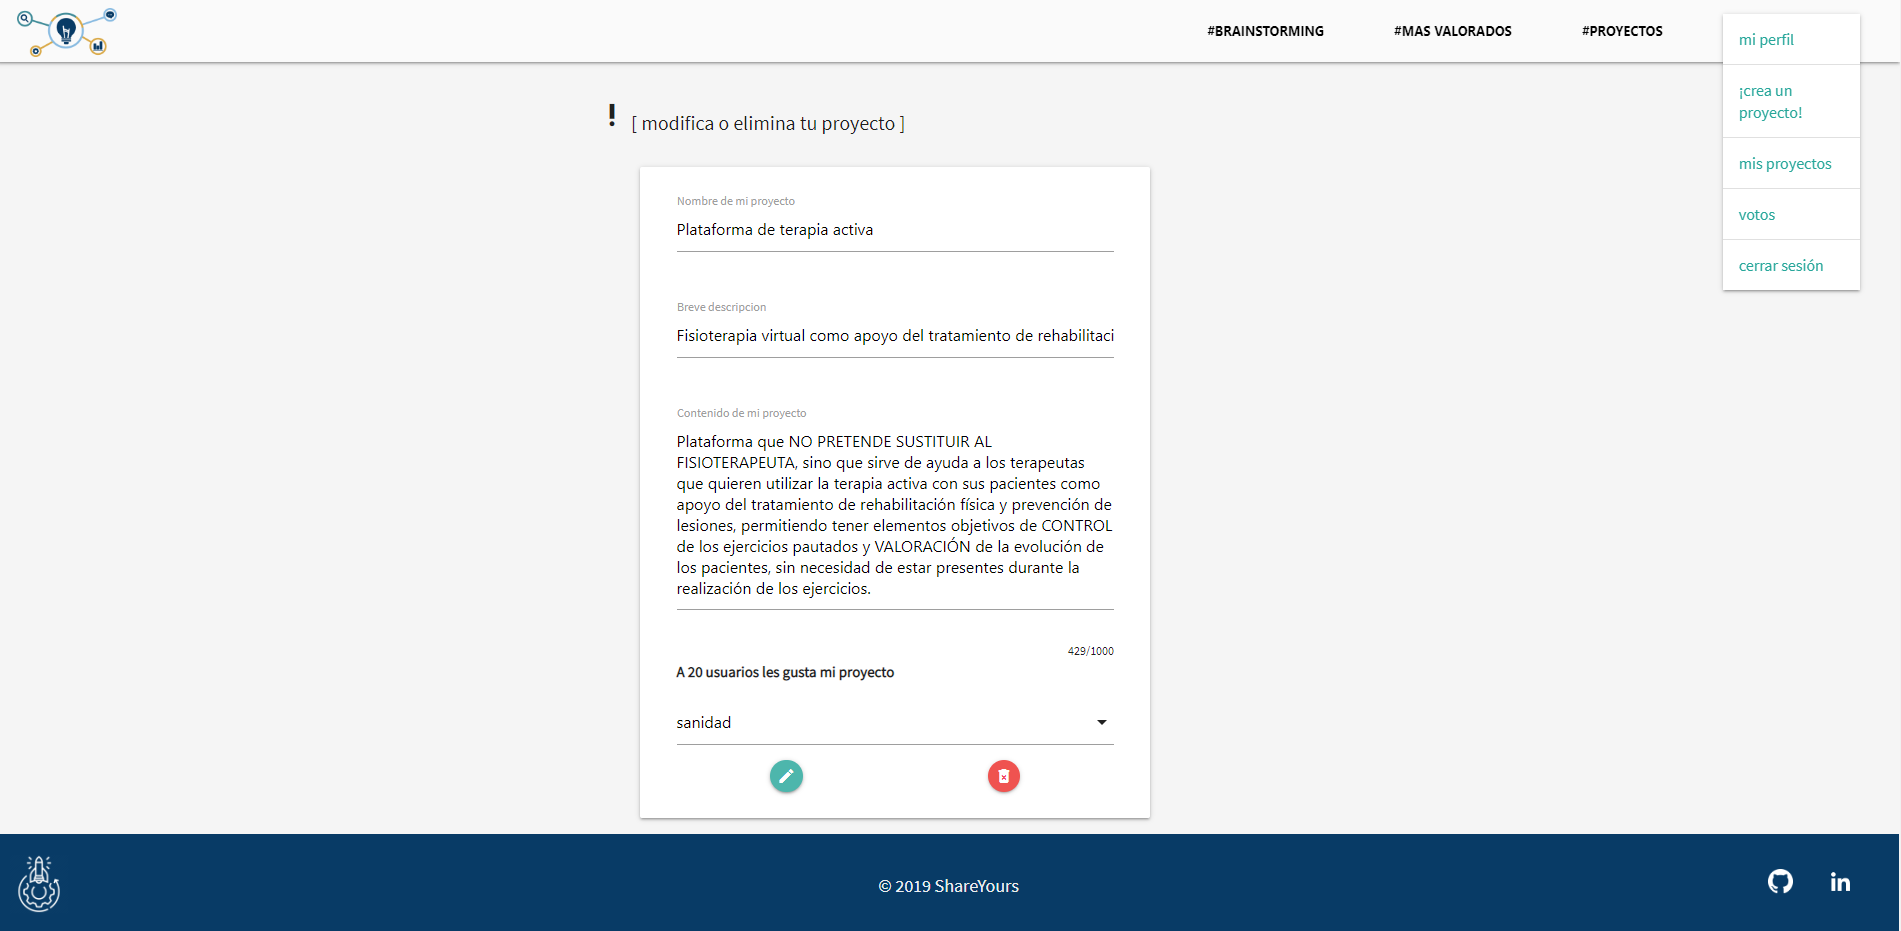 #BRAINSTORMING
#MAS VALORADOS
#PROYECTOS
mi perfil
¡crea un
proyecto!
mis proyectos
votos
cerrar sesión
! [ modifica o elimina tu proyecto ]
Nombre de mi proyecto
Plataforma de terapia activa
Breve descripcion
Fisioterapia virtual como apoyo del tratamiento de rehabilitaci
Contenido de mi proyecto
Plataforma que NO PRETENDE SUSTITUIR AL
FISIOTERAPEUTA, sino que sirve de ayuda a los terapeutas
que quieren utilizar la terapia activa con sus pacientes como
apoyo del tratamiento de rehabilitación física y prevención de
lesiones, permitiendo tener elementos objetivos de CONTROL
de los ejercicios pautados y VALORACIÓN de la evolución de
los pacientes, sin necesidad de estar presentes durante la
realización de los ejercicios.
429/1000
A 20 usuarios les gusta mi proyecto
sanidad
© 2019 ShareYours
in